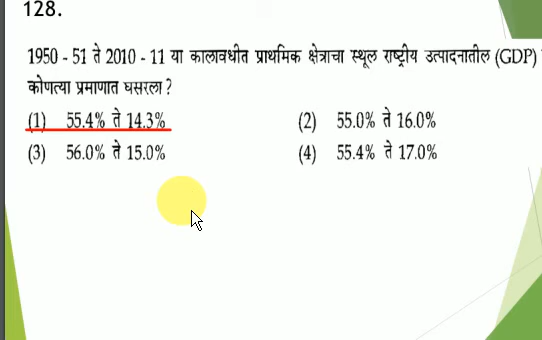 128.
1950 - 51 ते 2010 - 11 या कालावधीत प्राथमिक क्षेत्राचा स्थूल राष्ट्रीय उत्पादनातील (GDP)
कोणत्या प्रमाणात घसरला ?
(1) 55.4% ते 14.3% (2) 55.0% ते 16.0%
(3) 56.0% ते 15.0% (4) 55.4% ते 17.0%